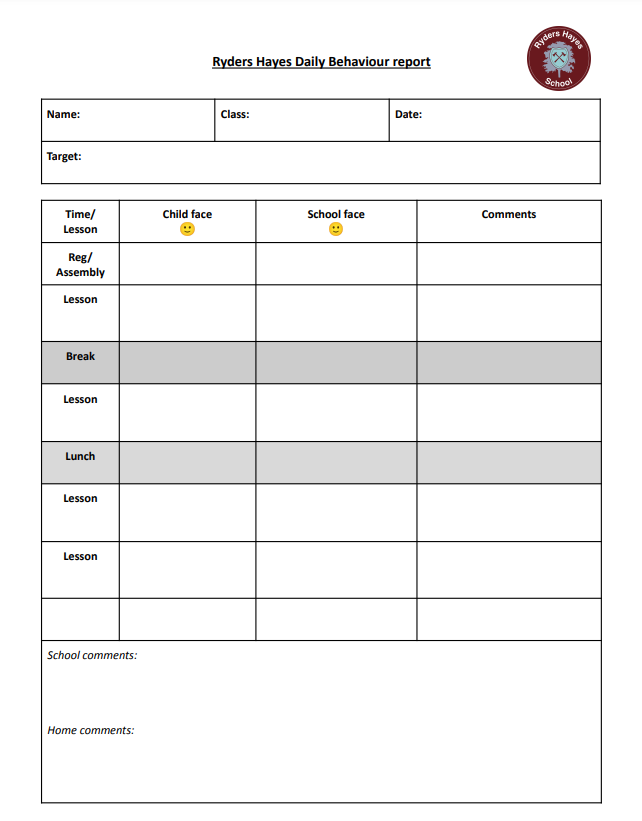 Ryders Hayes
School
Ryders Hayes Daily Behaviour report
Name: Class: Date:
Target:
Time/
Lesson
Child face
🙂
School face
🙂
Comments
Reg/
Assembly
Lesson
Break
Lesson
Lunch
Lesson
Lesson
School comments:
Home comments: